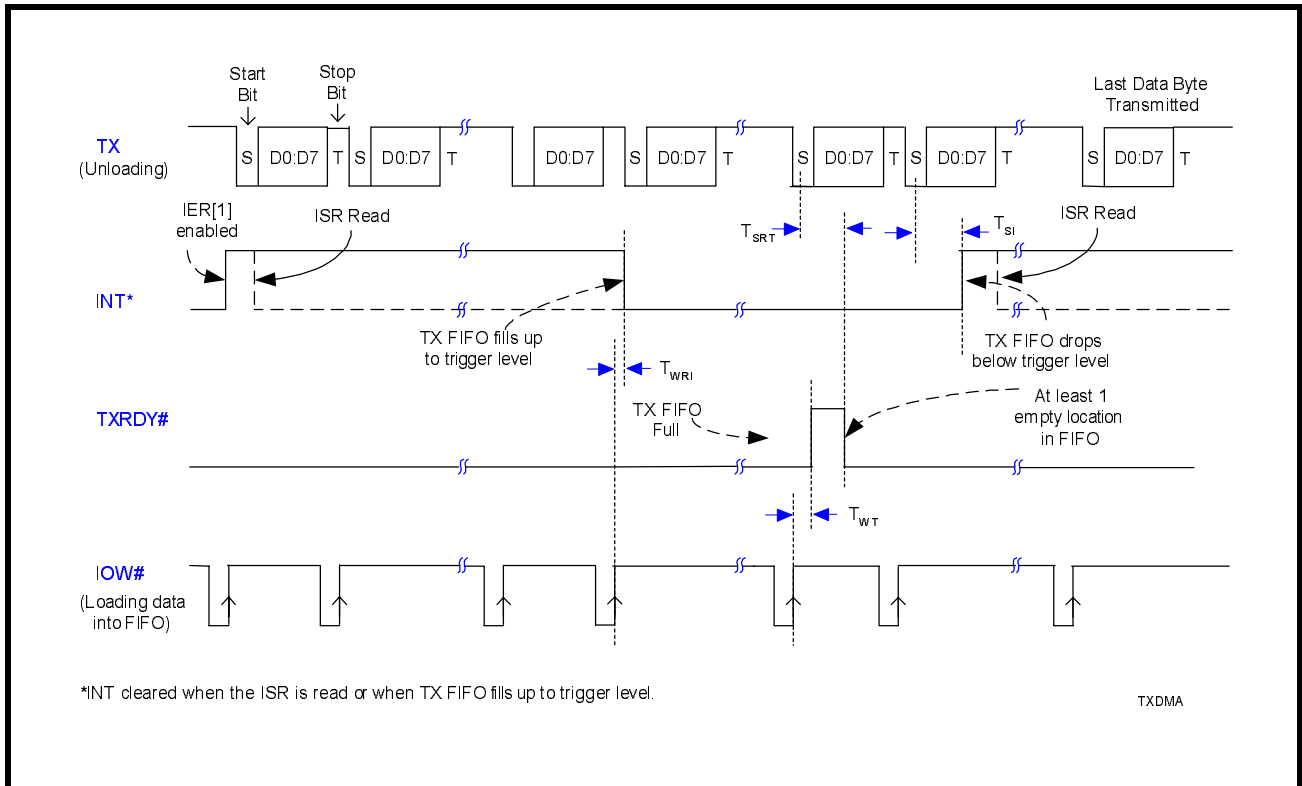 Start
Bit
Stop
Bit
Last Data Byte
Transmitted
TX
(Unloading)
S D0:D7 T S D0:D7 T D0:D7 S D0:D7 T S D0:D7 T S D0:D7 T S D0:D7 T
IER[1]
enabled
ISR Read
TSRT
TSI
ISR Read
INT*
TX FIFO fills up
to trigger level
TX FIFO drops
below trigger level
TWRI
TXRDY#
TX FIFO
Full
At least 1
empty location
in FIFO
TWT
IOW#
(Loading data
into FIFO)
*INT cleared when the ISR is read or when TX FIFO fills up to trigger level.
TXDMA